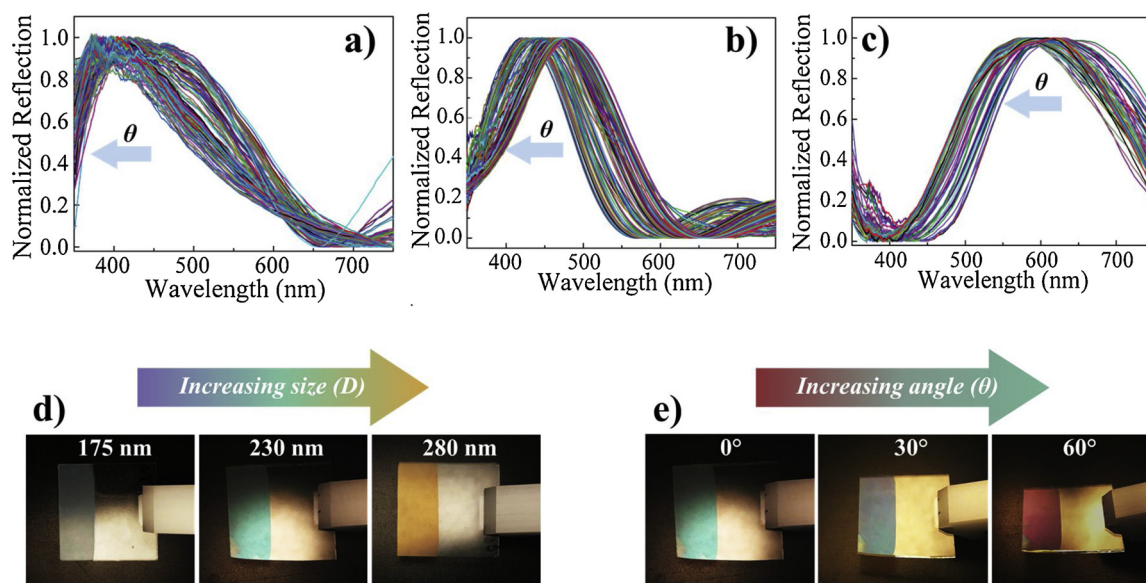 a)
Normalized Reflection
1.0
0.8
0.6
0.4
0.2
0.0
θ
400 500 600 700
Wavelength (nm)
b)
Normalized Reflection
1.0
0.8
0.6
0.4
0.2
0.0
θ
400 500 600 700
Wavelength (nm)
c)
Normalized Reflection
1.0
0.8
0.6
0.4
0.2
0.0
θ
400 500 600 700
Wavelength (nm)
d)
Increasing size (D)
175 nm 230 nm 280 nm
e)
Increasing angle (θ)
0° 30° 60°